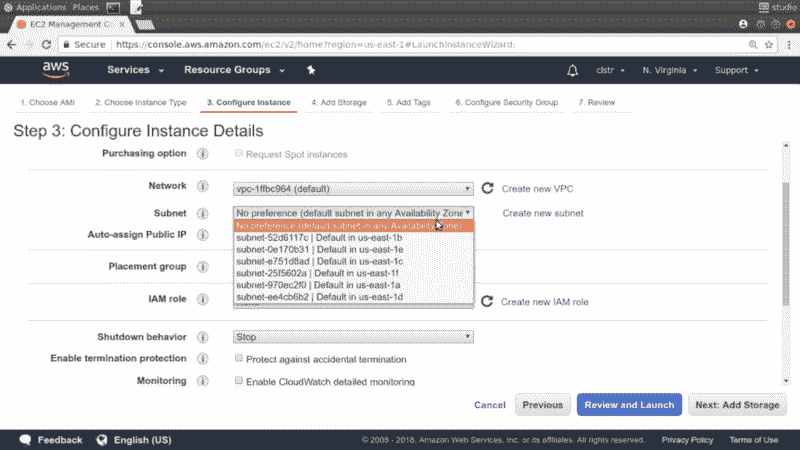 Applications Places studio
EC2 Management Co
Secure https://console.aws.amazon.com/ec2/v2/home?region=us-east-1#LaunchInstanceWizard:
aws Services Resource Groups clstr N. Virginia Support
1. Choose AMI 2. Choose Instance Type 3. Configure Instance 4. Add Storage 5. Add Tags 6. Configure Security Group 7. Review
Step 3: Configure Instance Details
Purchasing option Request Spot instances
Network vpc-1ffbc964 (default) Create new VPC
Subnet No preference (default subnet in any Availability Zone Create new subnet
No preference (default subnet in any Availability Zone)
Auto-assign Public IP subnet-52d6117c | Default in us-east-1b
subnet-0e170b31 | Default in us-east-1e
subnet-e751d8ad | Default in us-east-1c
Placement group subnet-25f5602a | Default in us-east-1f
subnet-970ec2f0 | Default in us-east-1a
IAM role subnet-ee4cb6b2 | Default in us-east-1d Create new IAM role
Shutdown behavior Stop
Enable termination protection Protect against accidental termination
Monitoring Enable CloudWatch detailed monitoring
Cancel Previous Review and Launch Next: Add Storage
Feedback English (US) © 2008 - 2018, Amazon Web Services, Inc. or its affiliates. All rights reserved. Privacy Policy Terms of Use